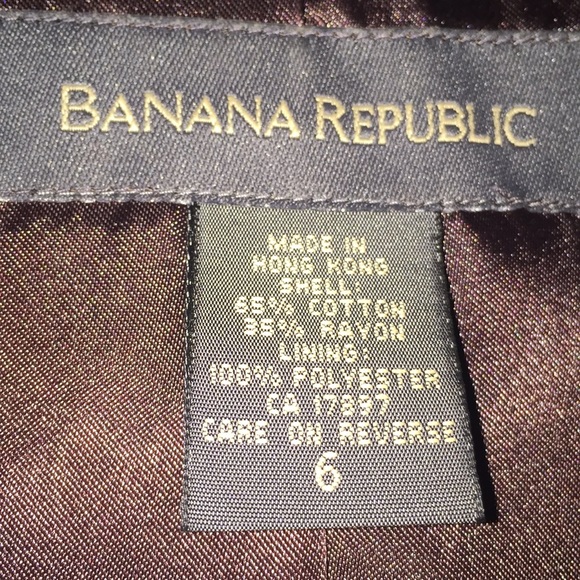 BANANA REPUBLIC
MADE IN
HONG KONG
SHELL:
65% COTTON
35% RAYON
LINING:
100% POLYESTER
CA 17897
CARE ON REVERSE
6